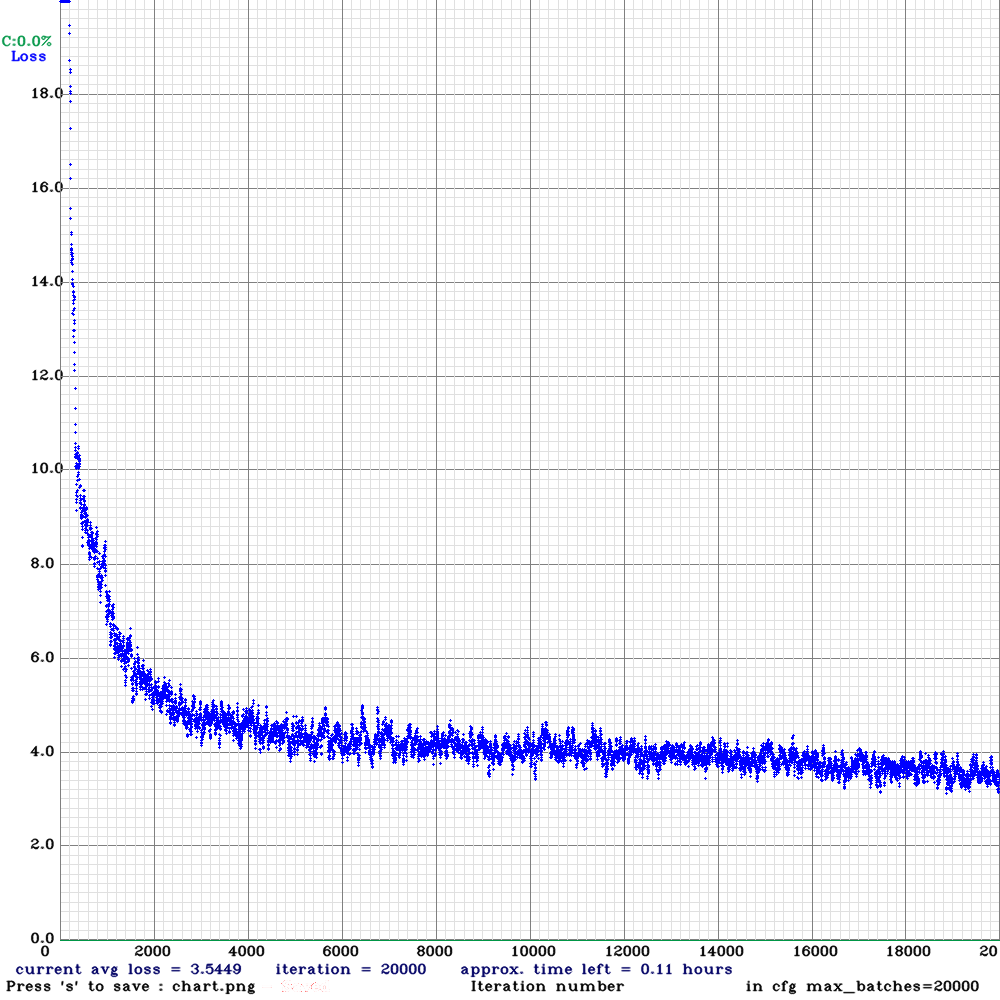 C:0.0%
Loss
18.0
16.0
14.0
12.0
10.0
8.0
6.0
4.0
2.0
0.0
0 2000 4000 6000 8000 10000 12000 14000 16000 18000 20
current avg loss = 3.5449 iteration = 20000 approx. time left = 0.11 hours
Press 's' to save : chart.png - Iteration number in cfg max_batches=20000